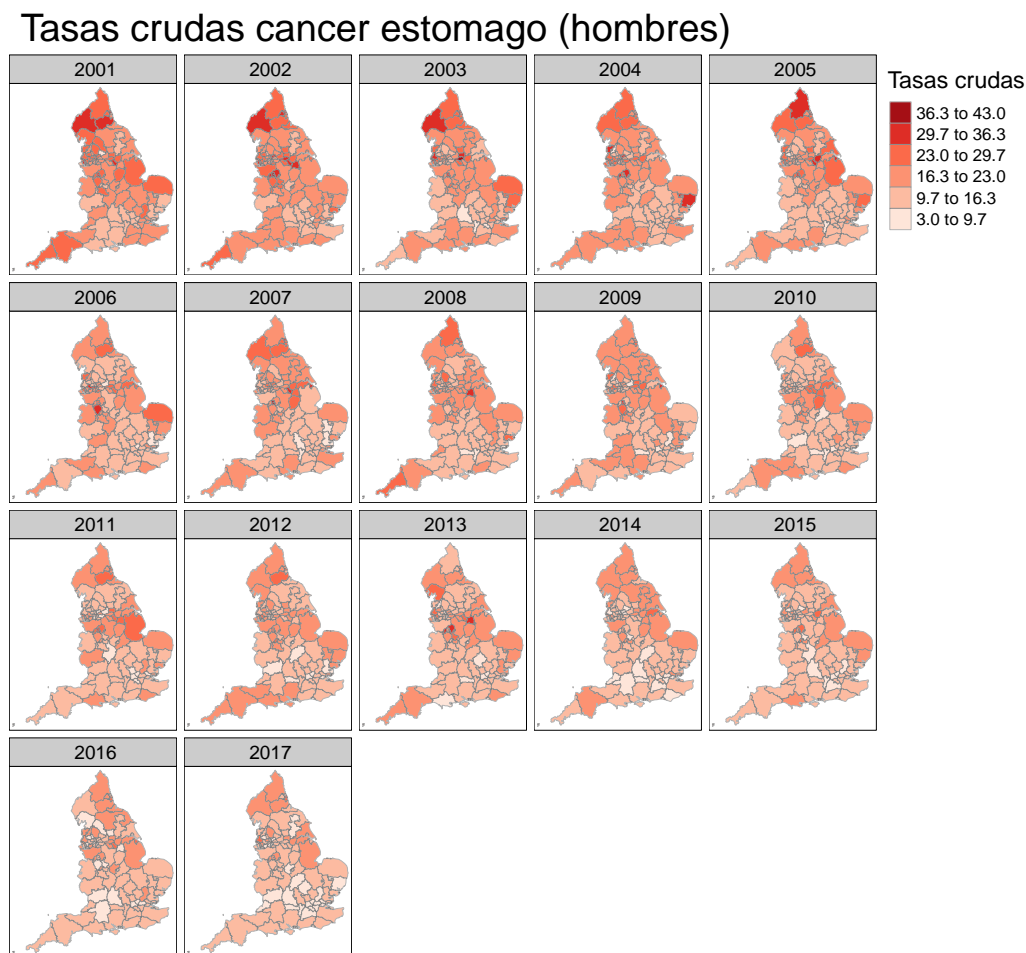 Tasas crudas cancer estomago (hombres)
2001 2002 2003 2004 2005
Tasas crudas
36.3 to 43.0
29.7 to 36.3
23.0 to 29.7
16.3 to 23.0
9.7 to 16.3
3.0 to 9.7
2006 2007 2008 2009 2010
2011 2012 2013 2014 2015
2016 2017